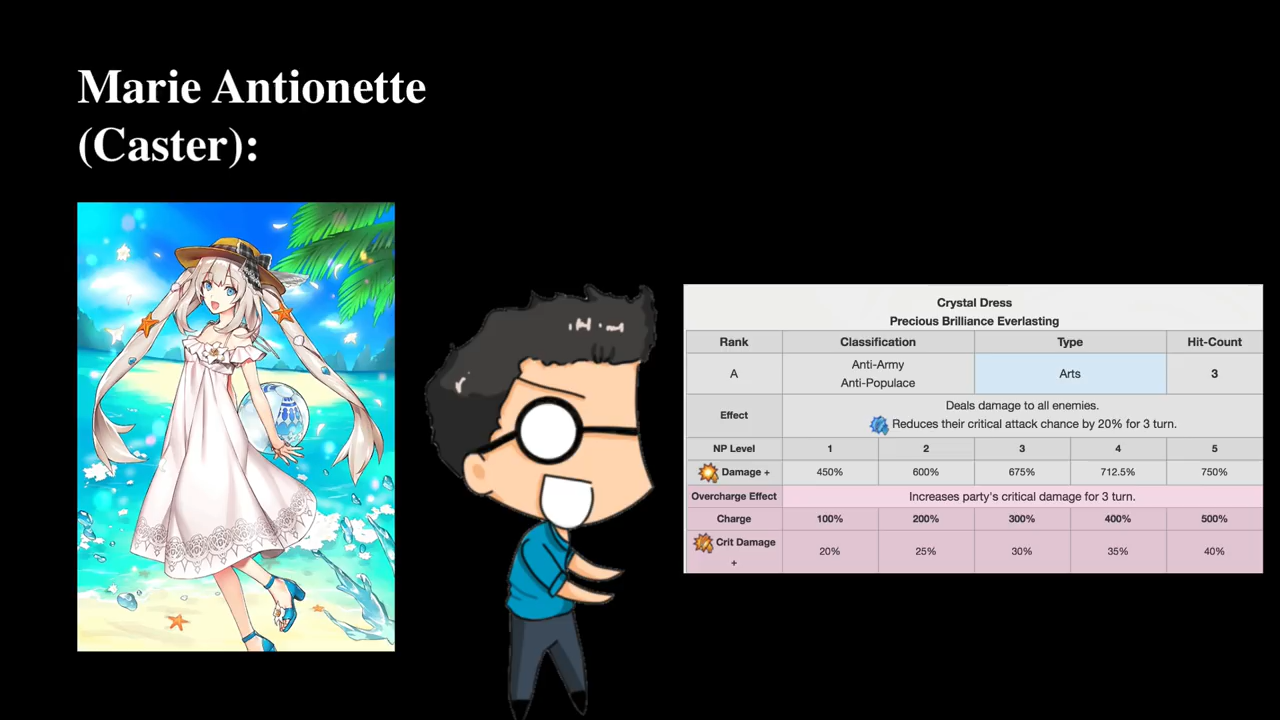 Marie Antionette
(Caster):
Crystal Dress
Precious Brilliance Everlasting
Rank Classification Type Hit-Count
A Anti-Army Anti-Populace Arts 3
Effect Deals damage to all enemies.
Reduces their critical attack chance by 20% for 3 turn.
NP Level 1 2 3 4 5
Damage + 450% 600% 675% 712.5% 750%
Overcharge Effect Increases party's critical damage for 3 turn.
Charge 100% 200% 300% 400% 500%
Crit Damage + 20% 25% 30% 35% 40%